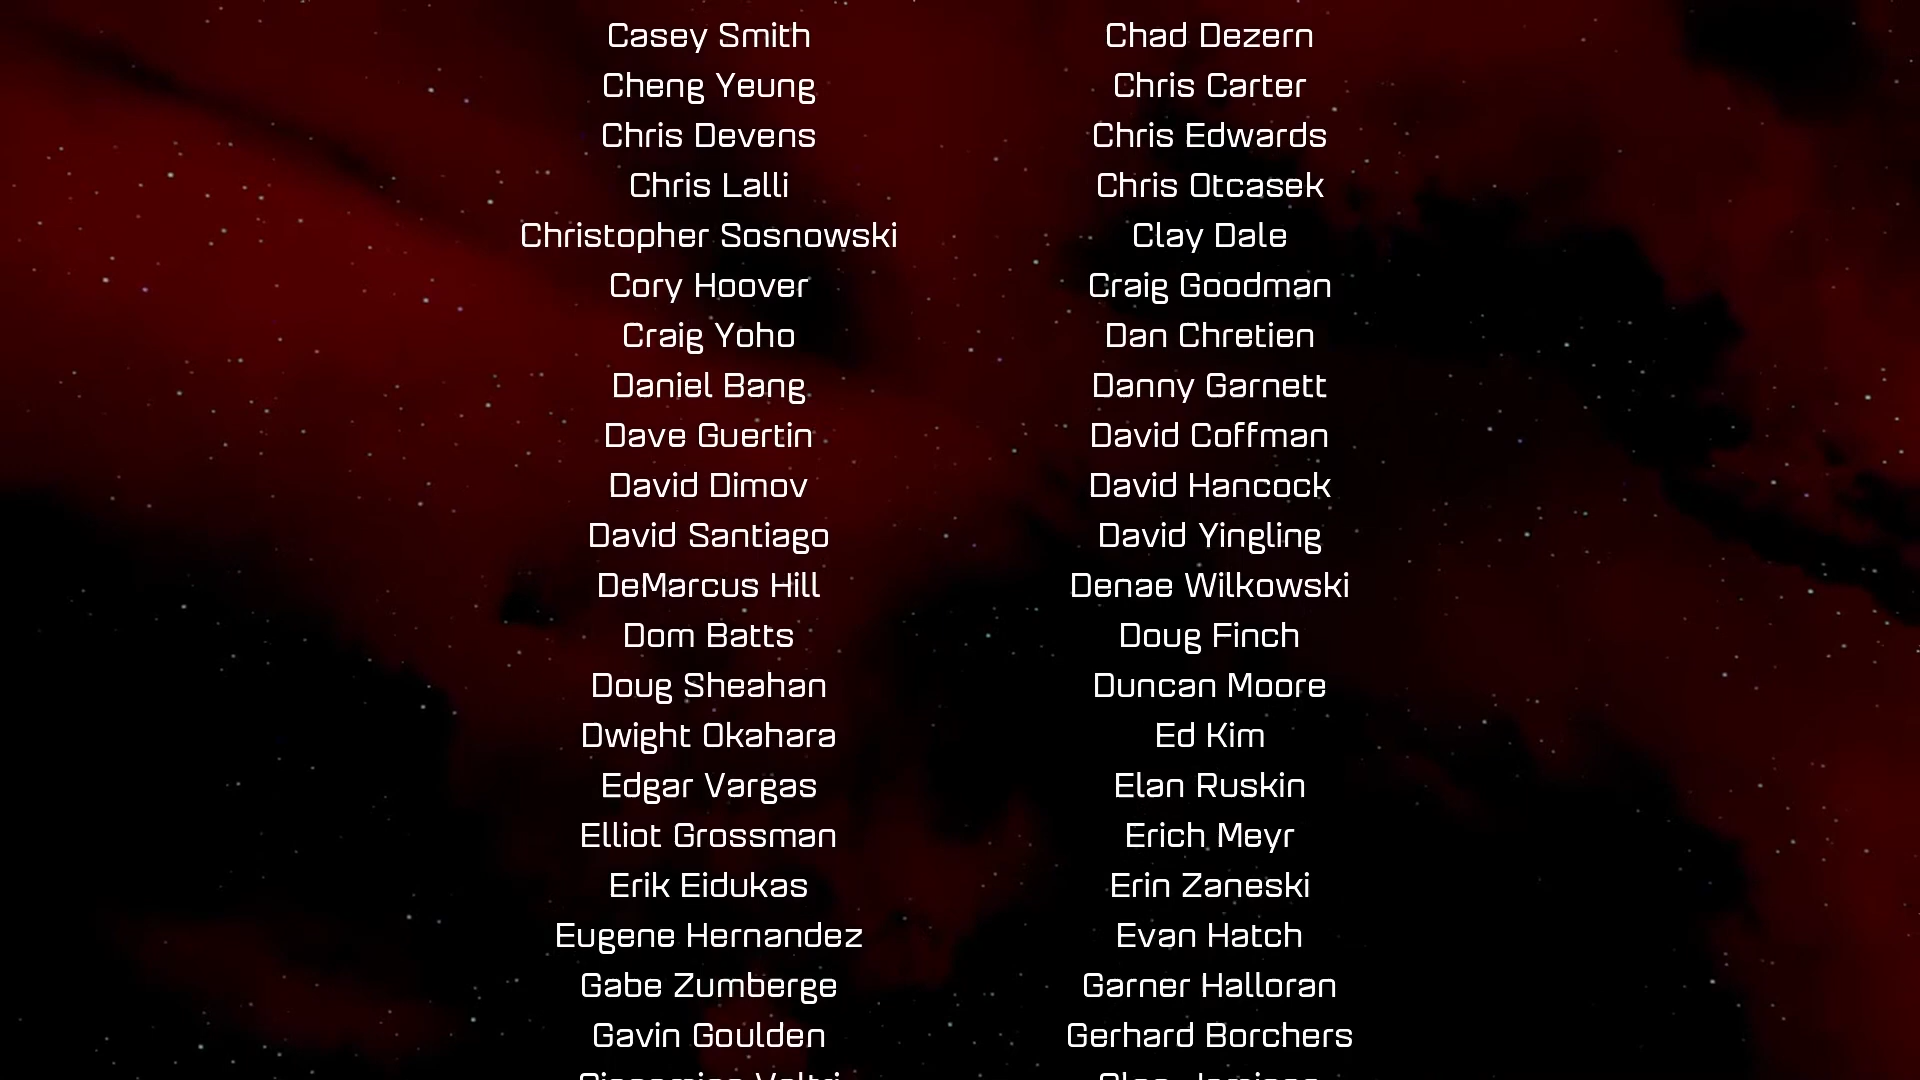 Casey Smith Chad Dezern
Cheng Yeung Chris Carter
Chris Devens Chris Edwards
Chris Lalli Chris Otcasek
Christopher Sosnowski Clay Dale
Cory Hoover Craig Goodman
Craig Yoho Dan Chretien
Daniel Bang Danny Garnett
Dave Guertin David Coffman
David Dimov David Hancock
David Santiago David Yingling
DeMarcus Hill Denae Wilkowski
Dom Batts Doug Finch
Doug Sheahan Duncan Moore
Dwight Okahara Ed Kim
Edgar Vargas Elan Ruskin
Elliot Grossman Erich Meyr
Erik Eidukas Erin Zaneski
Eugene Hernandez Evan Hatch
Gabe Zumberge Garner Halloran
Gavin Goulden Gerhard Borchers